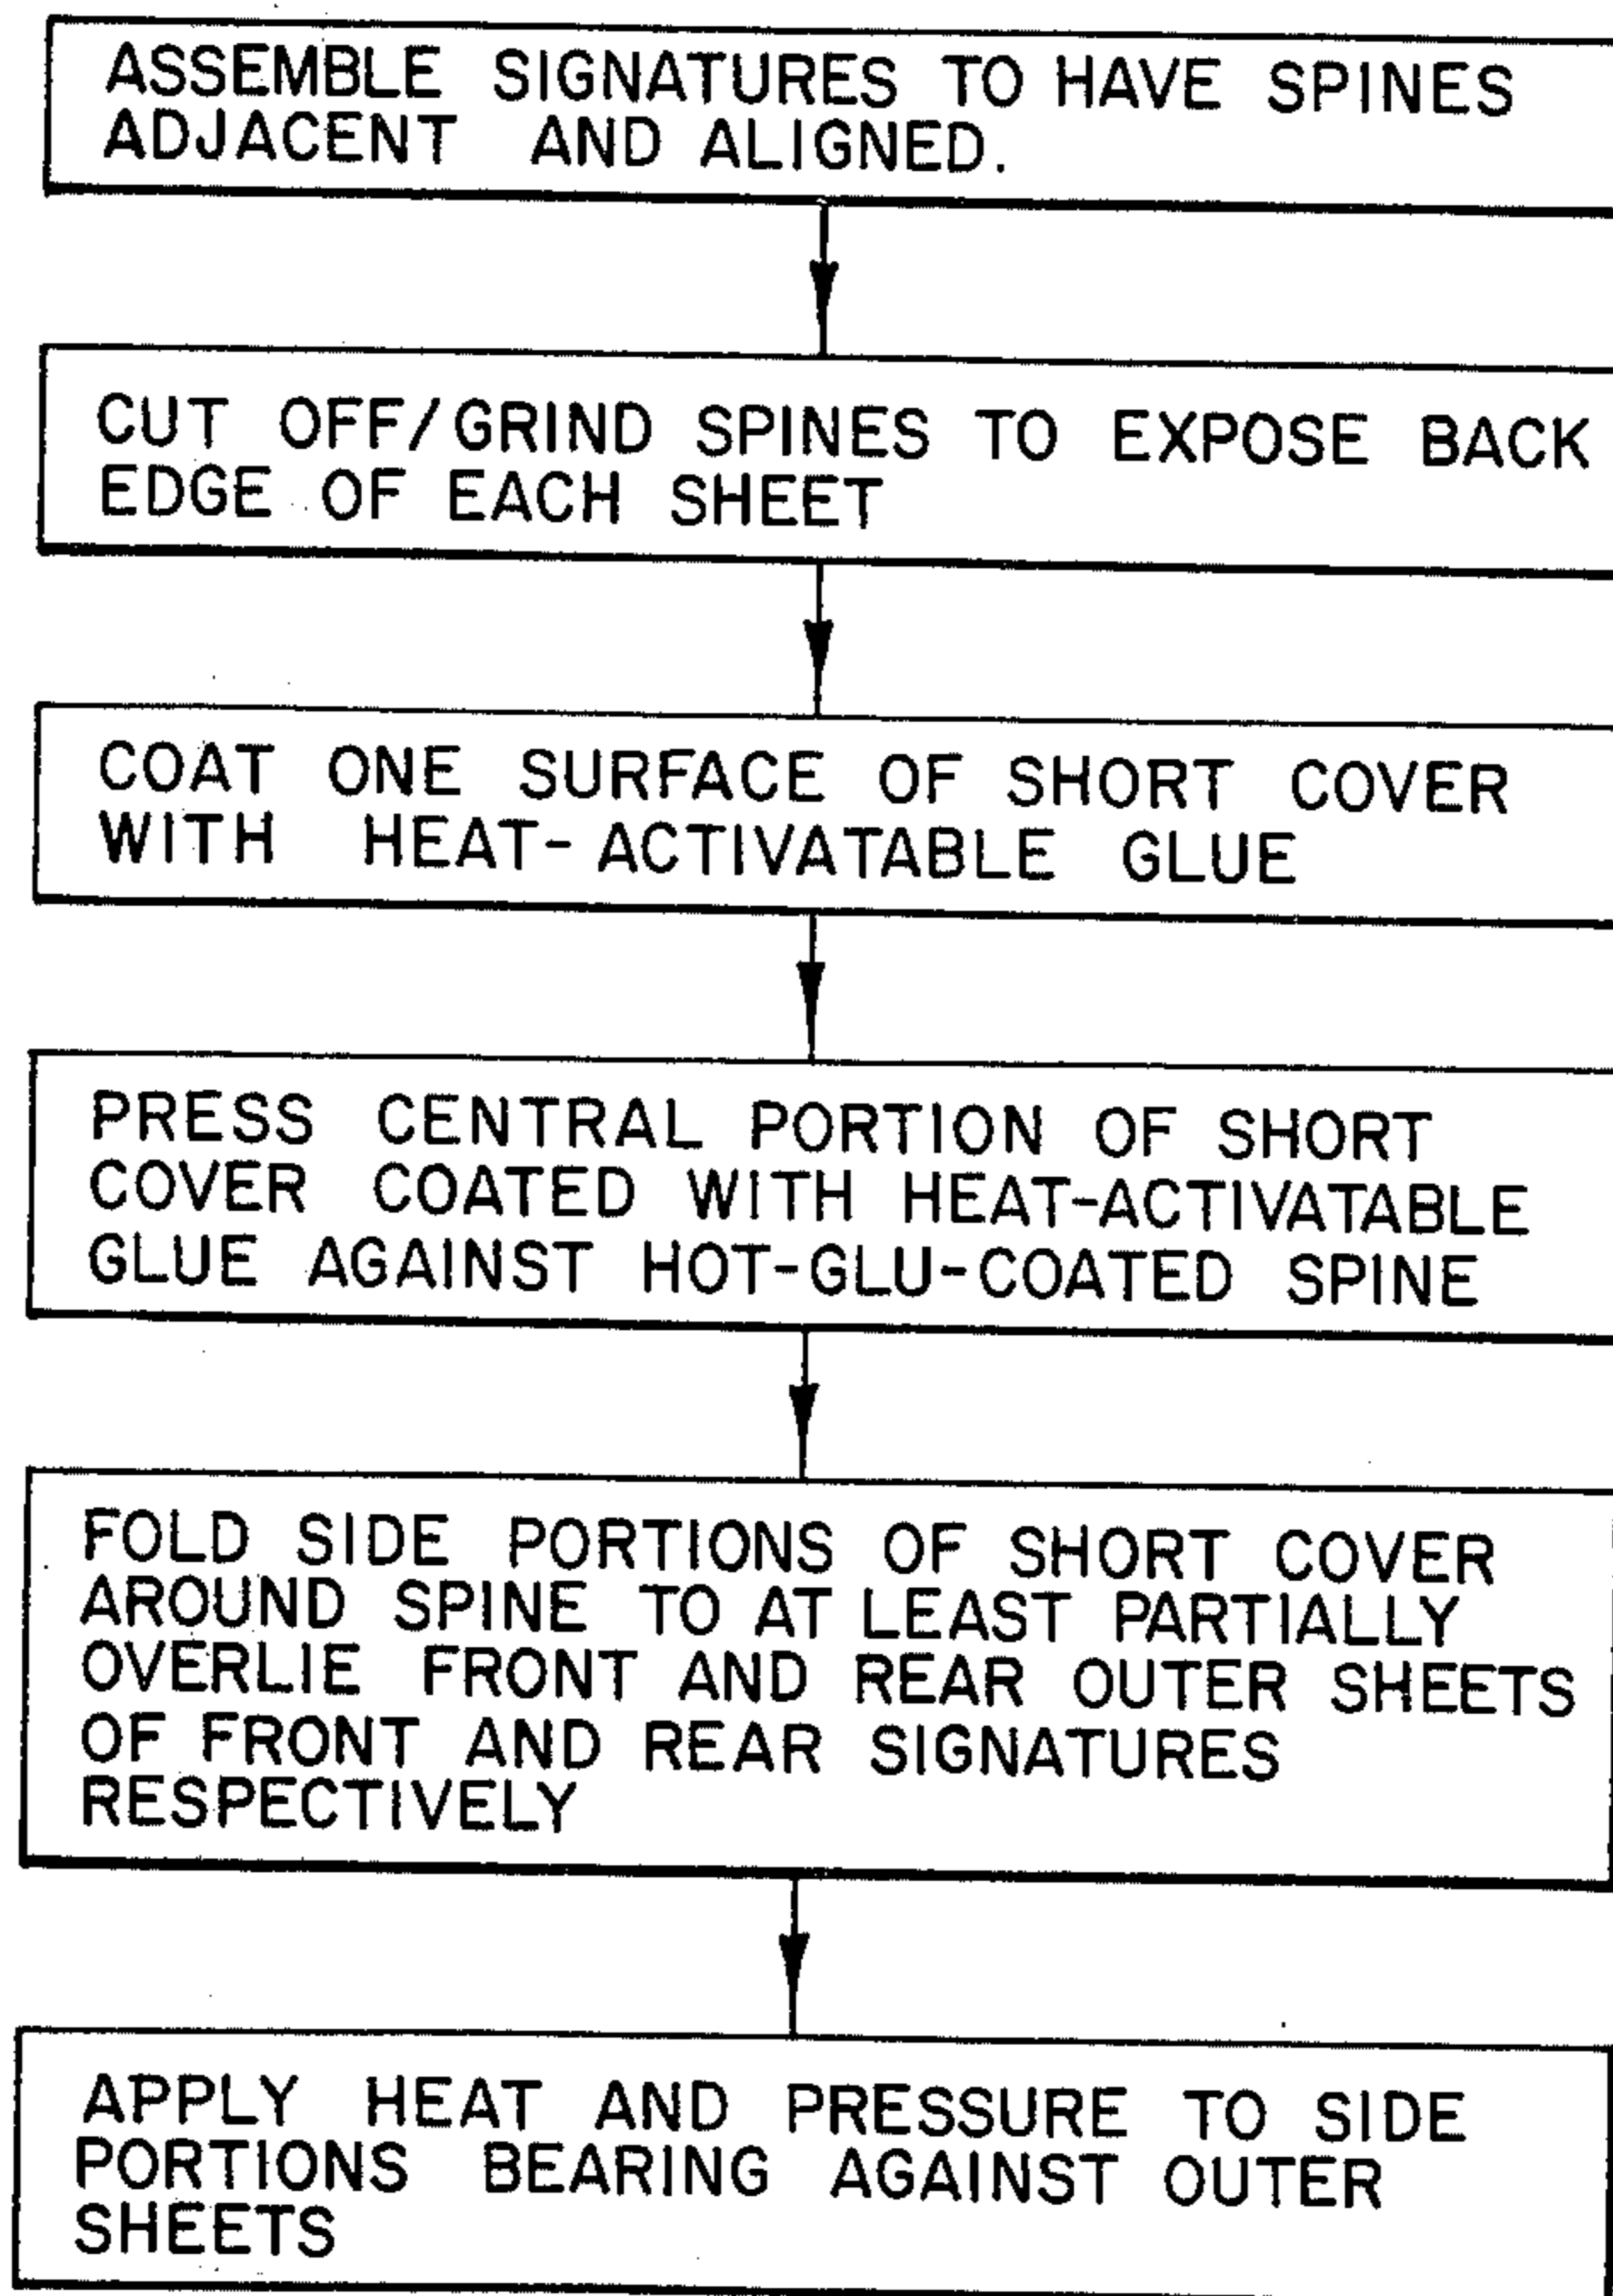 ASSEMBLE SIGNATURES TO HAVE SPINES
ADJACENT AND ALIGNED.
CUT OFF/GRIND SPINES TO EXPOSE BACK
EDGE OF EACH SHEET
COAT ONE SURFACE OF SHORT COVER
WITH HEAT-ACTIVATABLE GLUE
PRESS CENTRAL PORTION OF SHORT
COVER COATED WITH HEAT-ACTIVATABLE
GLUE AGAINST HOT-GLU-COATED SPINE
FOLD SIDE PORTIONS OF SHORT COVER
AROUND SPINE TO AT LEAST PARTIALLY
OVERLIE FRONT AND REAR OUTER SHEETS
OF FRONT AND REAR SIGNATURES
RESPECTIVELY
APPLY HEAT AND PRESSURE TO SIDE
PORTIONS BEARING AGAINST OUTER
SHEETS